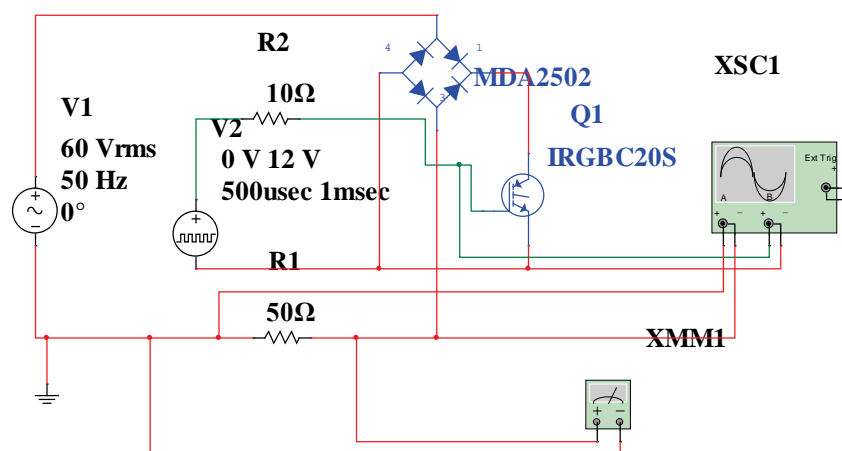 R2
4
1
XSC1
MDA2502
10Ω
3
V1
V2
Q1
60 Vrms
0 V 12 V
IRGBC20S
50 Hz
500usec 1msec
0°
Ext Trig
+
A
B
+
−
+
−
+
−
+
R1
50Ω
XMM1
+
−